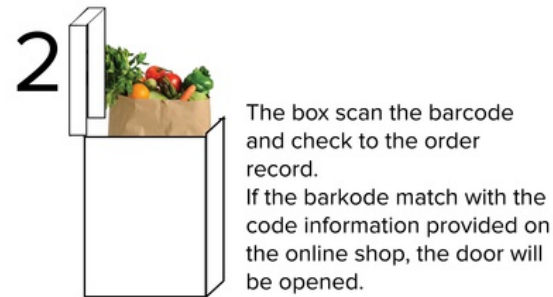 2
The box scan the barcode
and check to the order
record.
If the barkode match with the
code information provided on
the online shop, the door will
be opened.